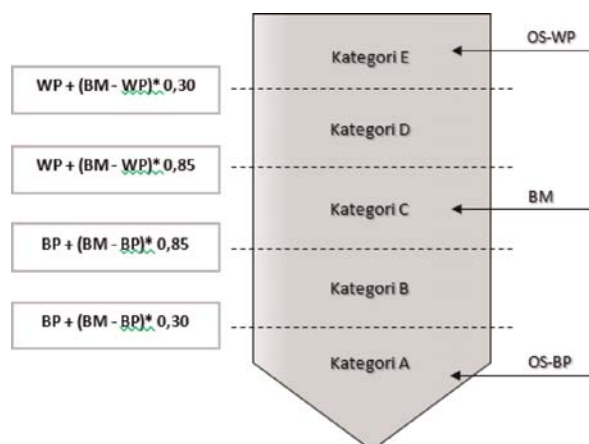 OS-WP
Kategori E
WP + (BM - WP)* 0,30
Kategori D
WP + (BM - WP)* 0,85
Kategori C
BM
BP + (BM - BP)* 0,85
Kategori B
BP + (BM - BP)* 0,30
Kategori A
OS-BP